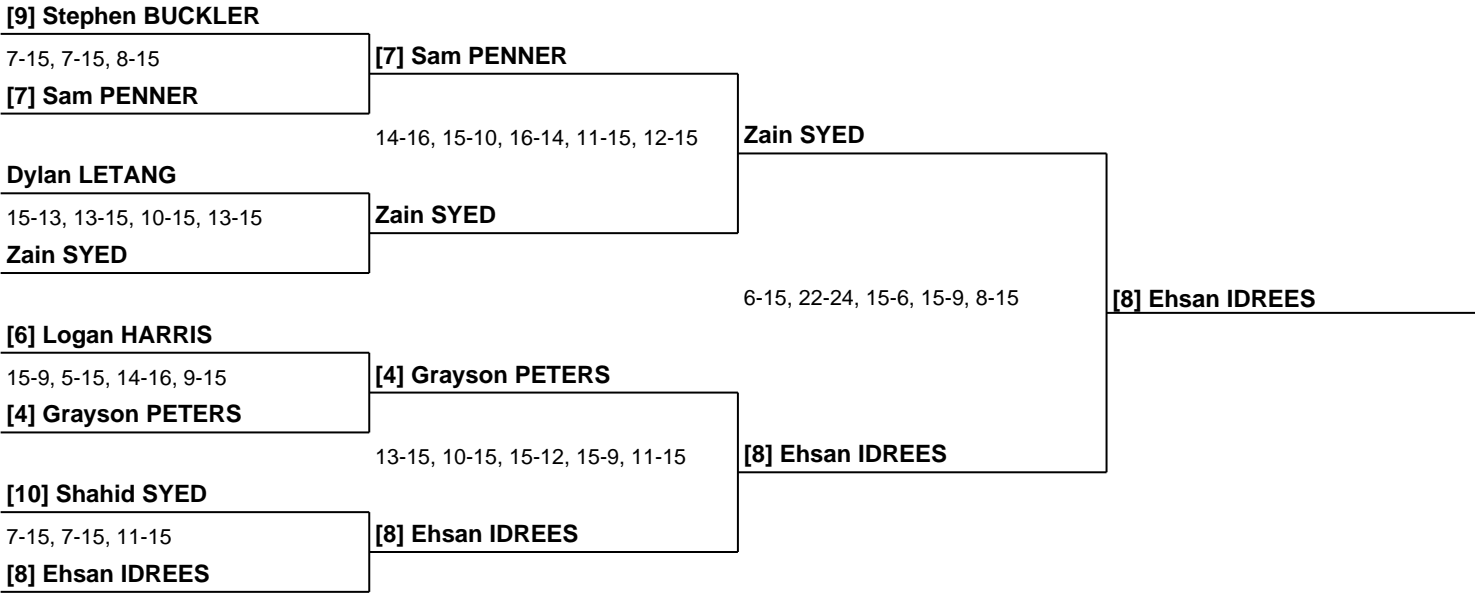 [9] Stephen BUCKLER
7-15, 7-15, 8-15
[7] Sam PENNER
[7] Sam PENNER
14-16, 15-10, 16-14, 11-15, 12-15
Zain SYED
Dylan LETANG
15-13, 13-15, 10-15, 13-15
Zain SYED
Zain SYED
6-15, 22-24, 15-6, 15-9, 8-15
[8] Ehsan IDREES
[6] Logan HARRIS
15-9, 5-15, 14-16, 9-15
[4] Grayson PETERS
[4] Grayson PETERS
13-15, 10-15, 15-12, 15-9, 11-15
[8] Ehsan IDREES
[10] Shahid SYED
7-15, 7-15, 11-15
[8] Ehsan IDREES
[8] Ehsan IDREES